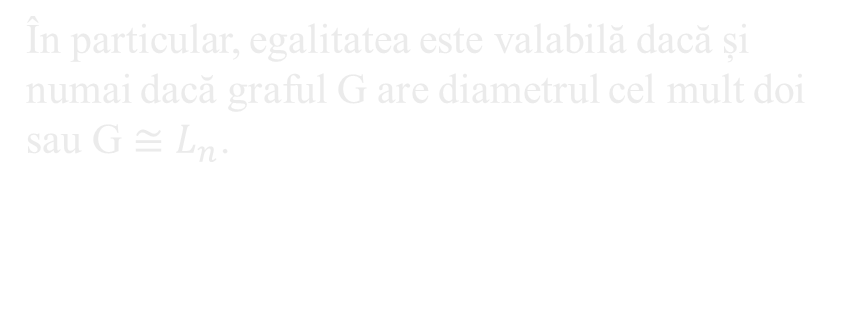 În particular, egalitatea este valabilă dacă și
numai dacă graful G are diametrul cel mult doi
sau G ≅ Lₙ.